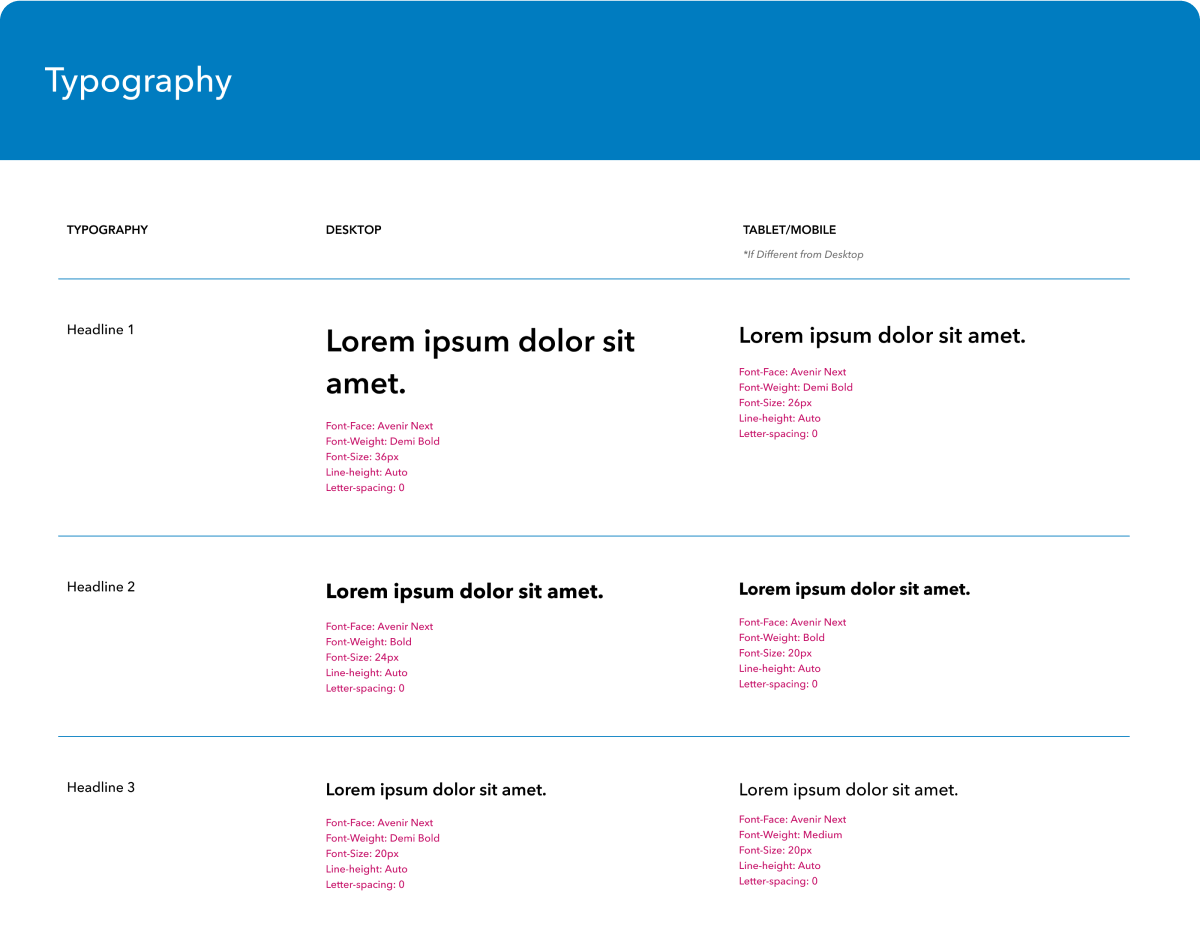 Typography
TYPOGRAPHY
DESKTOP
TABLET/MOBILE
*If Different from Desktop
Headline 1
Lorem ipsum dolor sit
amet.
Font-Face: Avenir Next
Font-Weight: Demi Bold
Font-Size: 36px
Line-height: Auto
Letter-spacing: 0
Lorem ipsum dolor sit amet.
Font-Face: Avenir Next
Font-Weight: Demi Bold
Font-Size: 26px
Line-height: Auto
Letter-spacing: 0
Headline 2
Lorem ipsum dolor sit amet.
Font-Face: Avenir Next
Font-Weight: Bold
Font-Size: 24px
Line-height: Auto
Letter-spacing: 0
Lorem ipsum dolor sit amet.
Font-Face: Avenir Next
Font-Weight: Bold
Font-Size: 20px
Line-height: Auto
Letter-spacing: 0
Headline 3
Lorem ipsum dolor sit amet.
Font-Face: Avenir Next
Font-Weight: Demi Bold
Font-Size: 20px
Line-height: Auto
Letter-spacing: 0
Lorem ipsum dolor sit amet.
Font-Face: Avenir Next
Font-Weight: Medium
Font-Size: 20px
Line-height: Auto
Letter-spacing: 0